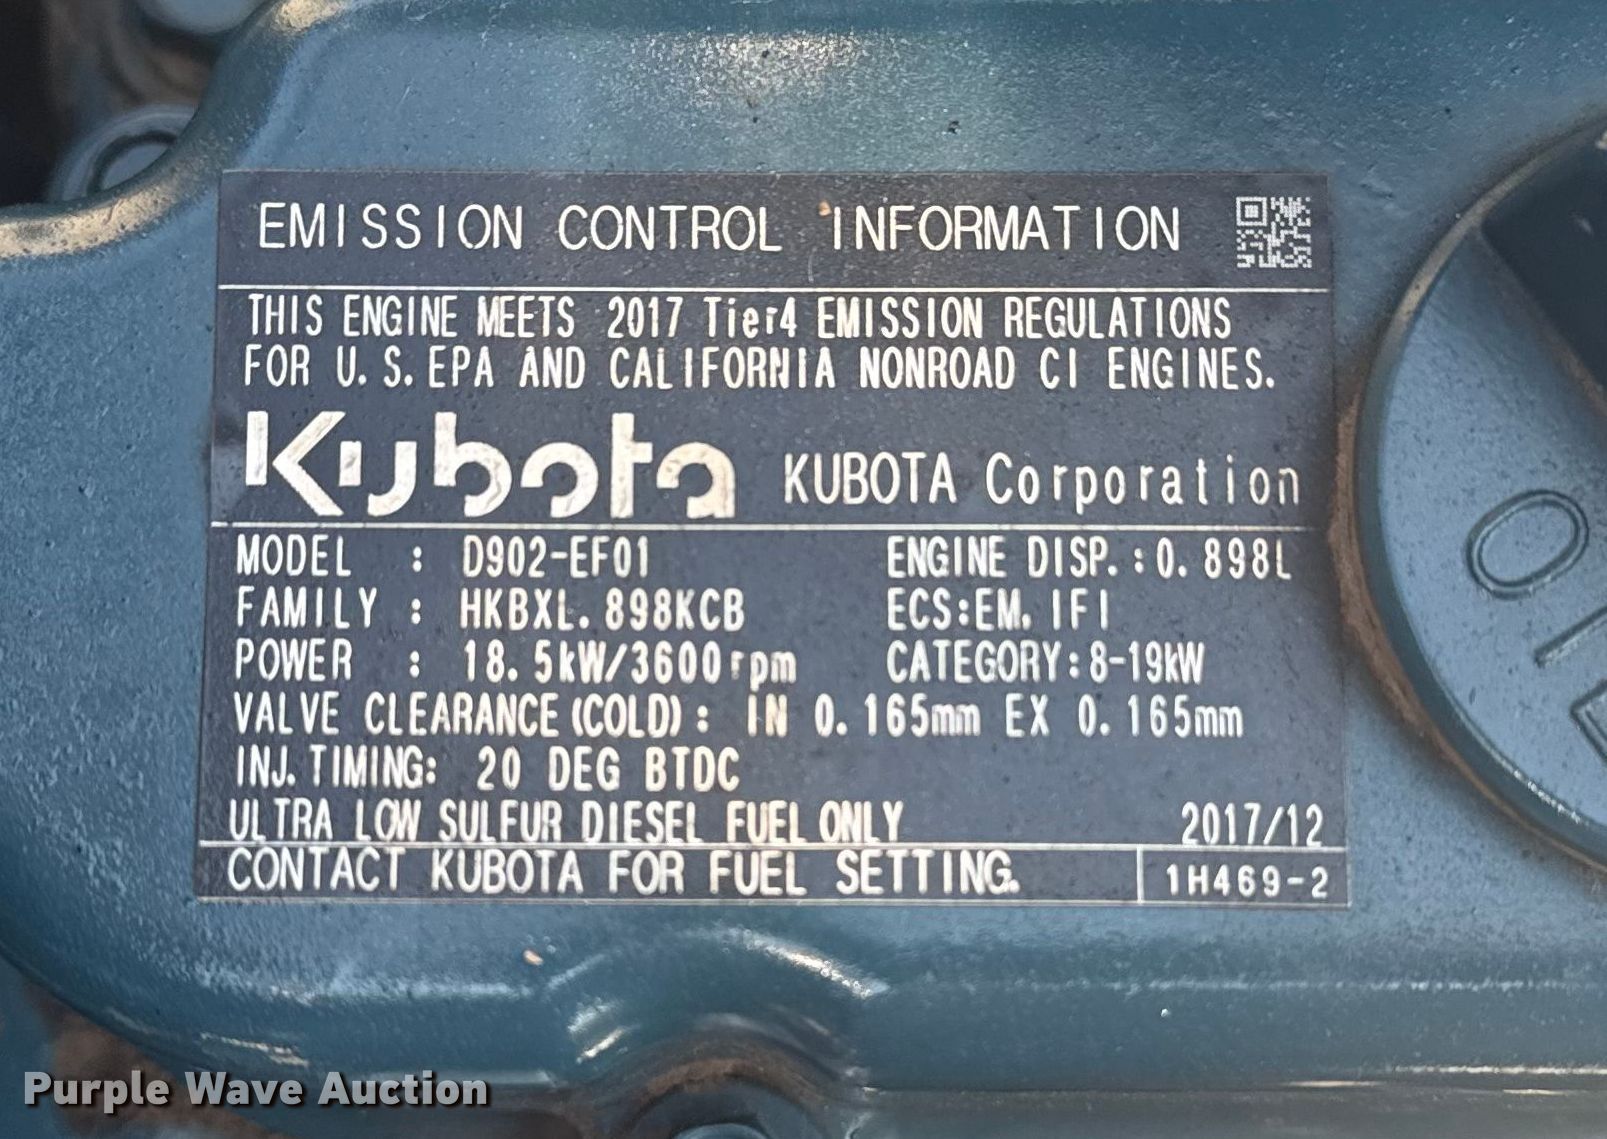 EMISSION CONTROL INFORMATION
THIS ENGINE MEETS 2017 Tier4 EMISSION REGULATIONS
FOR U.S.EPA AND CALIFORNIA NONROAD CI ENGINES.
Kubota KUBOTA Corporation
MODEL : D902-EF01 ENGINE DISP.:0.898L
FAMILY : HKBXL.898KCB ECS:EM, IFI
POWER : 18.5kW/3600rpm CATEGORY:8-19kW
VALVE CLEARANCE(COLD): IN 0.165mm EX 0.165mm
INJ.TIMING: 20 DEG BTDC
ULTRA LOW SULFUR DIESEL FUEL ONLY 2017/12
CONTACT KUBOTA FOR FUEL SETTING. 1H469-2
OIL
Purple Wave Auction